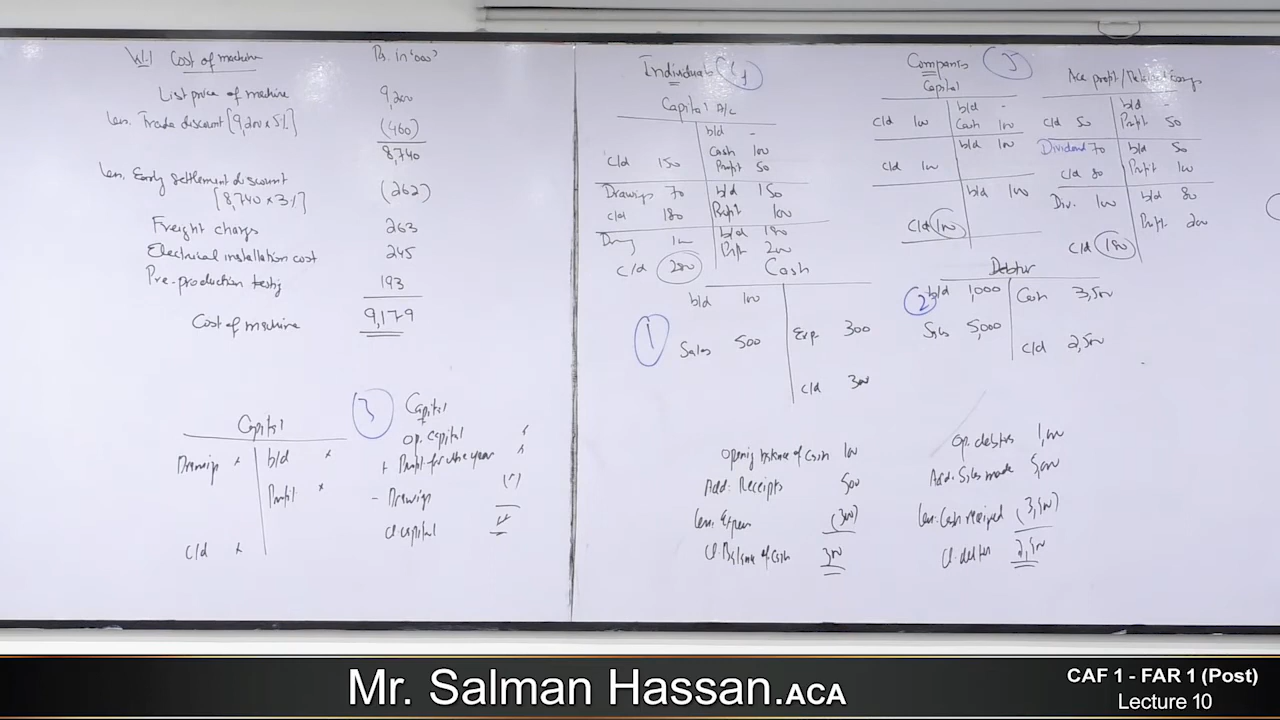 W-1 Cost of machine Rs. in '000'
List price of machine 9,200
Less. Trade discount [9,200 x 5%] (460)
8,740
Less. Early settlement discount
[8,740 x 3%] (262)
Freight charges 263
Electrical installation cost 245
Pre-production testing 193
Cost of machine 9,179
Capital
Drawings x b/d x
Profit x
c/d x
3
Capital
Op. capital
+ Profit for the year
- Drawings
Cl capital
Individuals 4
Capital A/c
b/d -
Cash 100
c/d 150 Profit 50
Drawings 70 b/d 150
c/d 180 Profit 100
b/d 180
Profit 200
c/d 280
Companies 5
Capital
b/d -
c/d 100 Cash 100
b/d 100
c/d 100
b/d 100
c/d 100
Acc profit/Retained Earnings
b/d -
c/d 50 Profit 50
Dividend 70 b/d 50
c/d 80 Profit 100
Div. 100 b/d 80
Profit 200
c/d 180
1
Cash
b/d 100
Sales 500 Exp. 300
c/d 300
2
Debtor
b/d 1,000 Cash 3,500
Sales 5,000
c/d 2,500
Opening balance of cash 100
Add. Receipts 500
Less. Expenses (300)
Cl. Balance of cash 300
Op. debtors 1,000
Add. Sales made 5,000
Less. Cash received (3,500)
Cl. debtor 2,500
Mr. Salman Hassan.ACA
CAF 1 - FAR 1 (Post)
Lecture 10